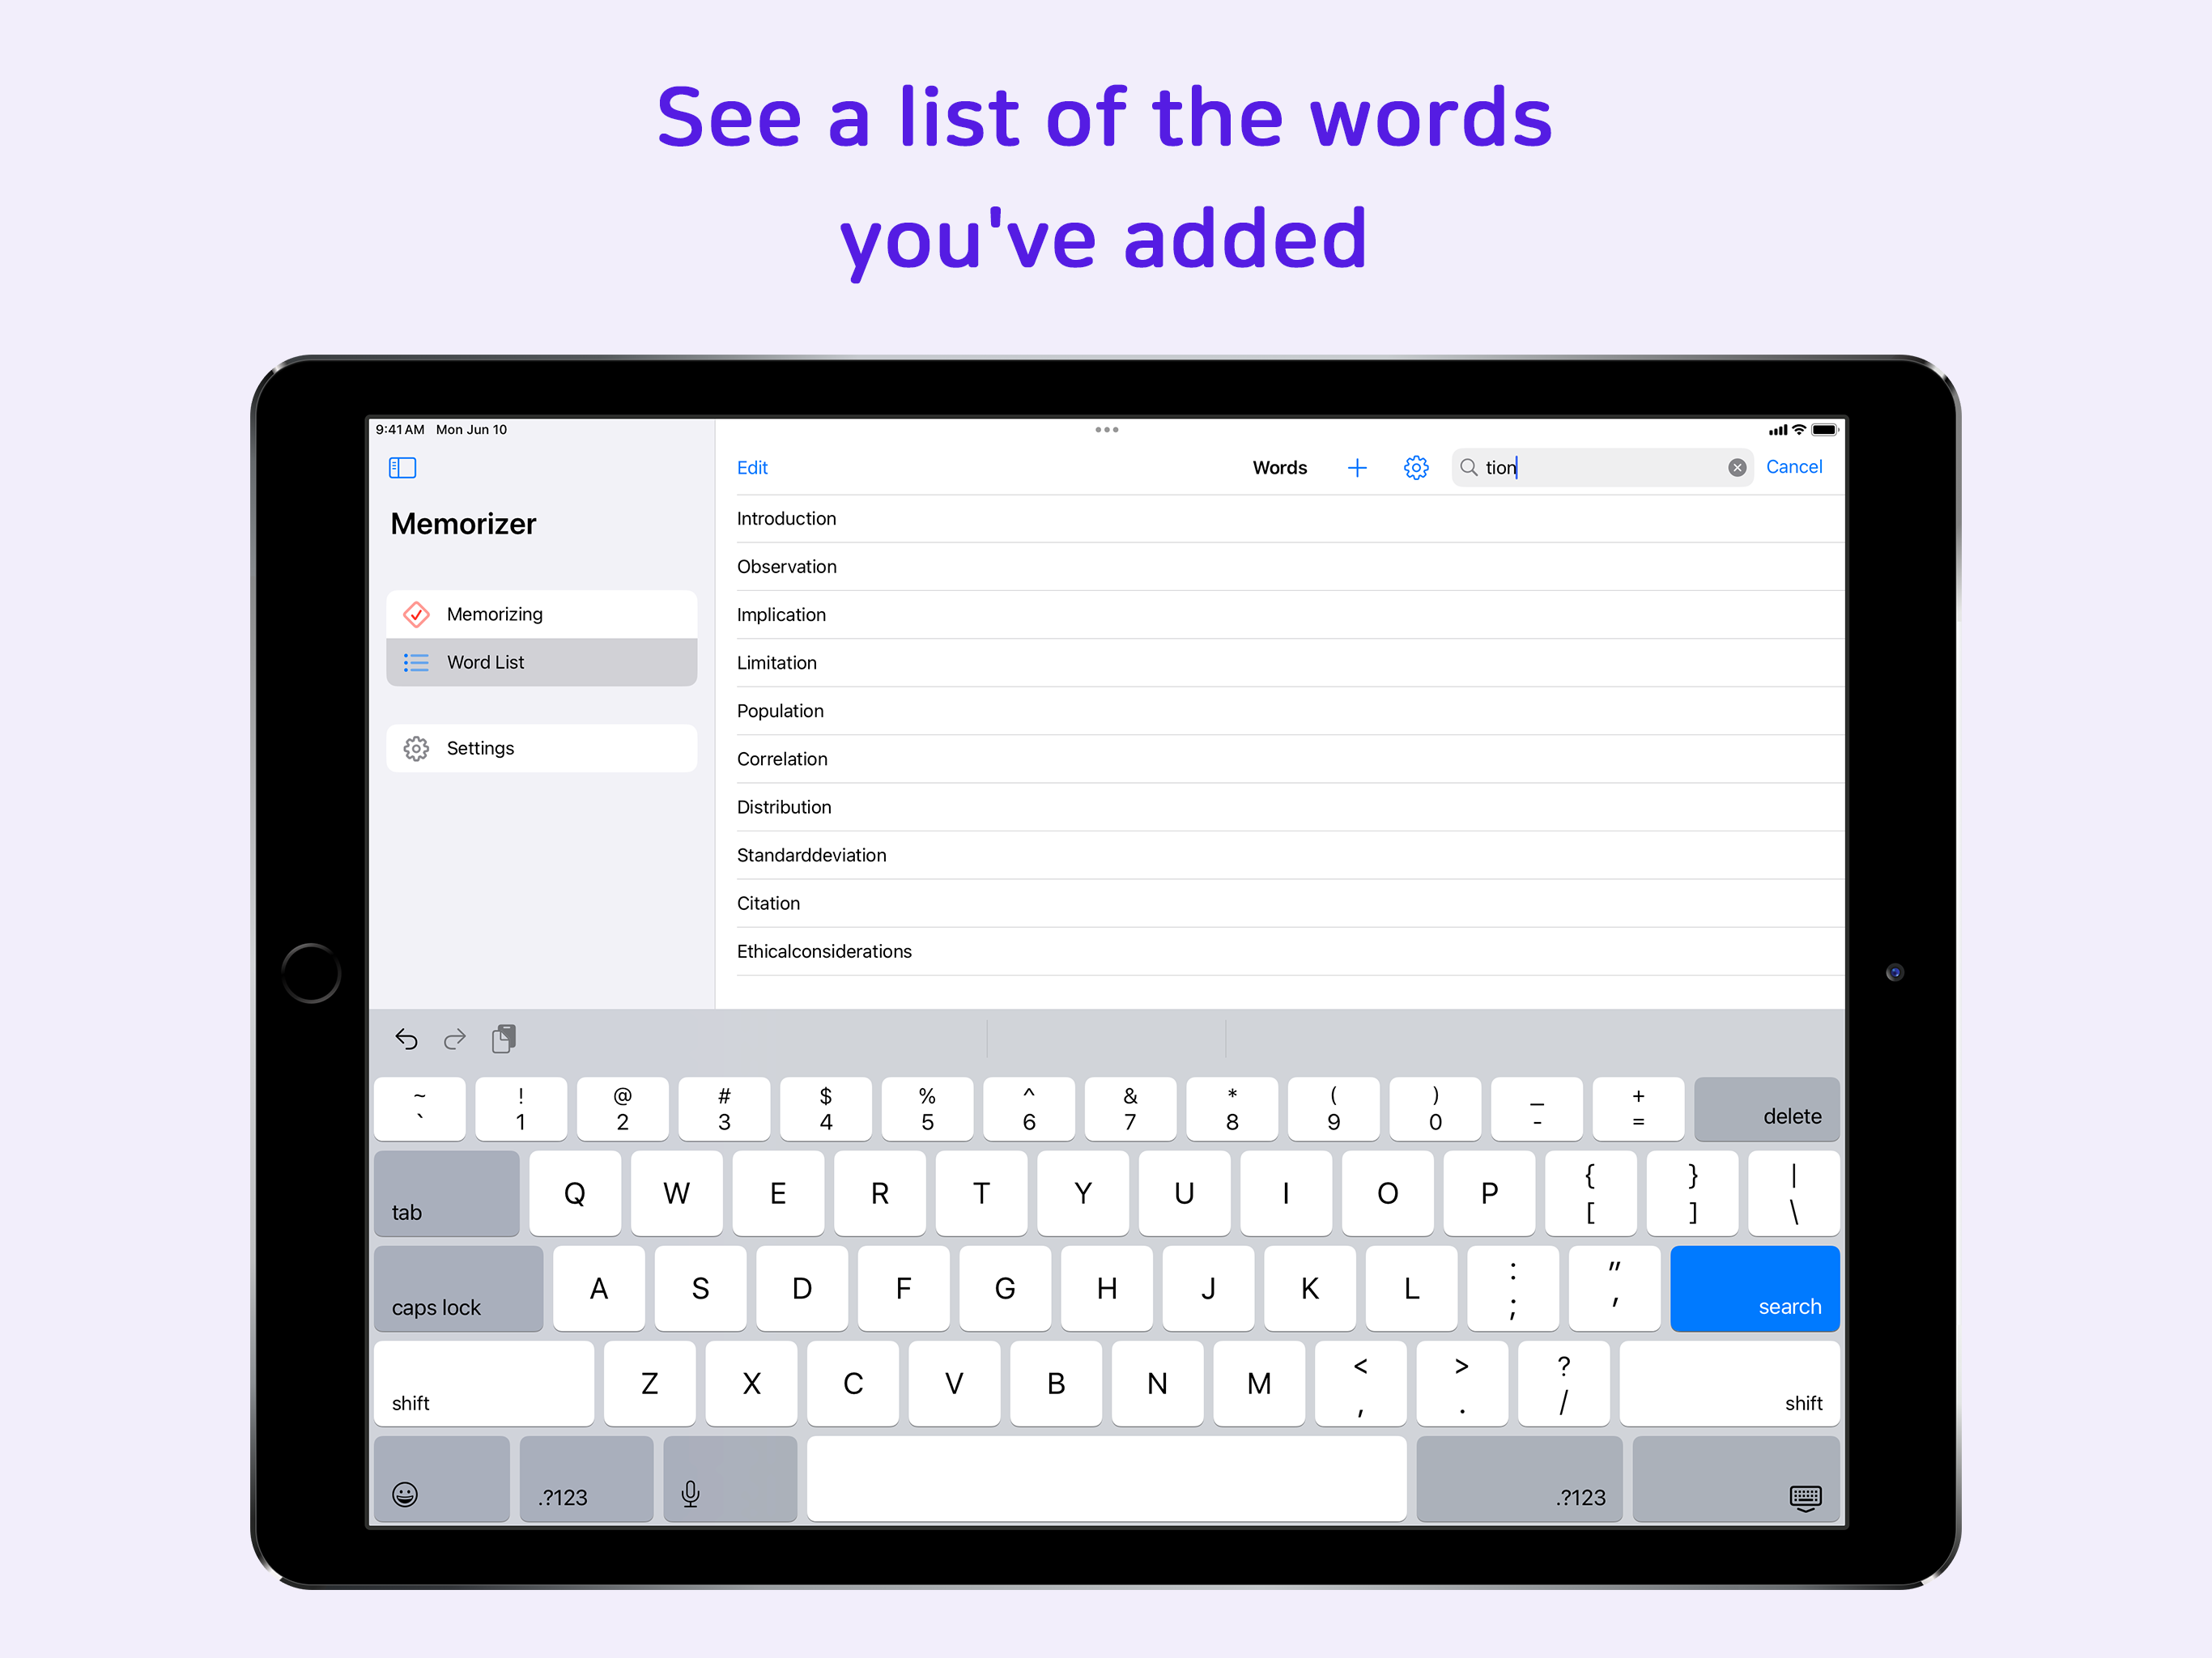 See a list of the words
you've added
9:41 AM Mon Jun 10
Edit Words tion Cancel
Memorizer
Memorizing
Word List
Settings
Introduction
Observation
Implication
Limitation
Population
Correlation
Distribution
Standarddeviation
Citation
Ethicalconsiderations
~ ! @ # $ % ^ & * ( ) _ +
` 1 2 3 4 5 6 7 8 9 0 - = delete
tab Q W E R T Y U I O P { [ } ] | \
caps lock A S D F G H J K L : ; " ' search
shift Z X C V B N M < , > . ? / shift
.?123 .?123